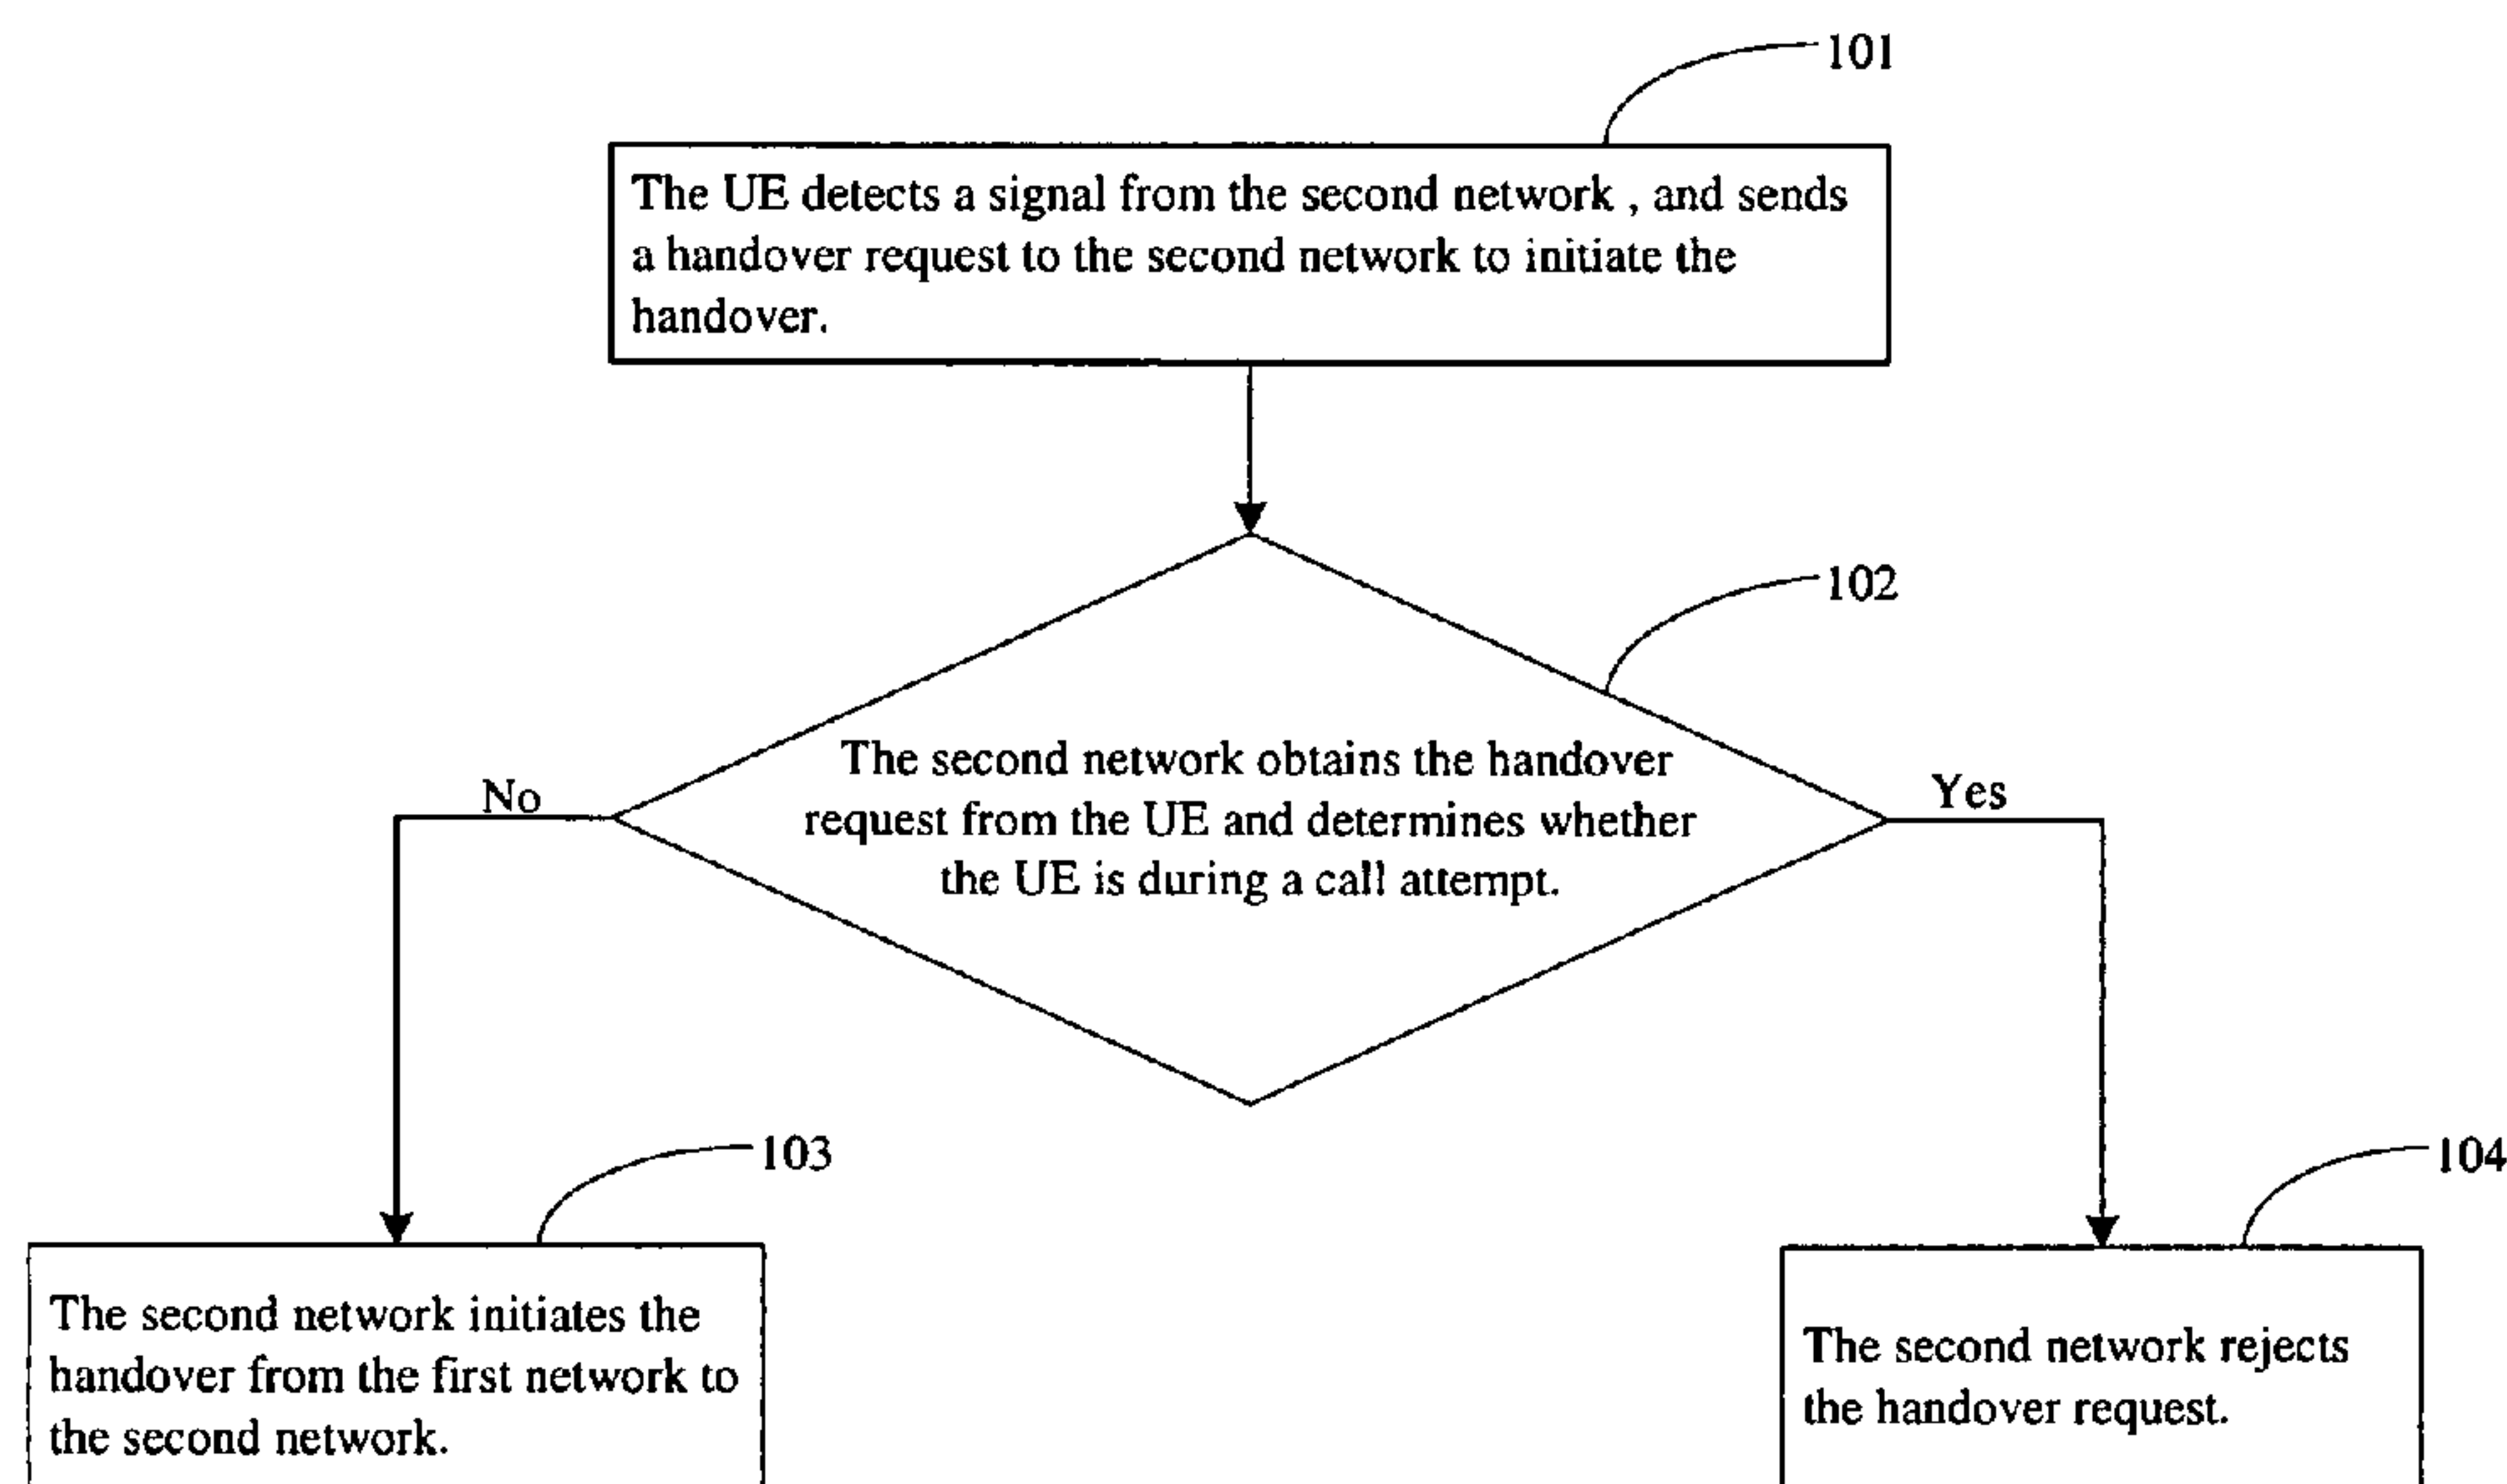 101
The UE detects a signal from the second network , and sends
a handover request to the second network to initiate the
handover.
102
The second network obtains the handover
request from the UE and determines whether
the UE is during a call attempt.
No
Yes
103
104
The second network initiates the
handover from the first network to
the second network.
The second network rejects
the handover request.